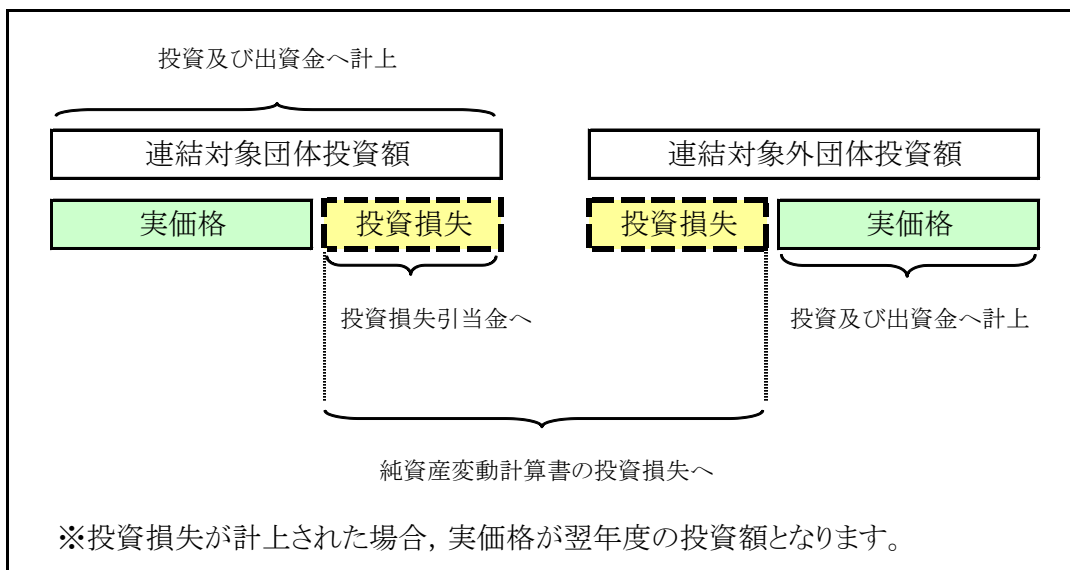 投資及び出資金へ計上
連結対象団体投資額
連結対象外団体投資額
実価格
投資損失
投資損失
実価格
投資損失引当金へ
投資及び出資金へ計上
純資産変動計算書の投資損失へ
※投資損失が計上された場合, 実価格が翌年度の投資額となります。